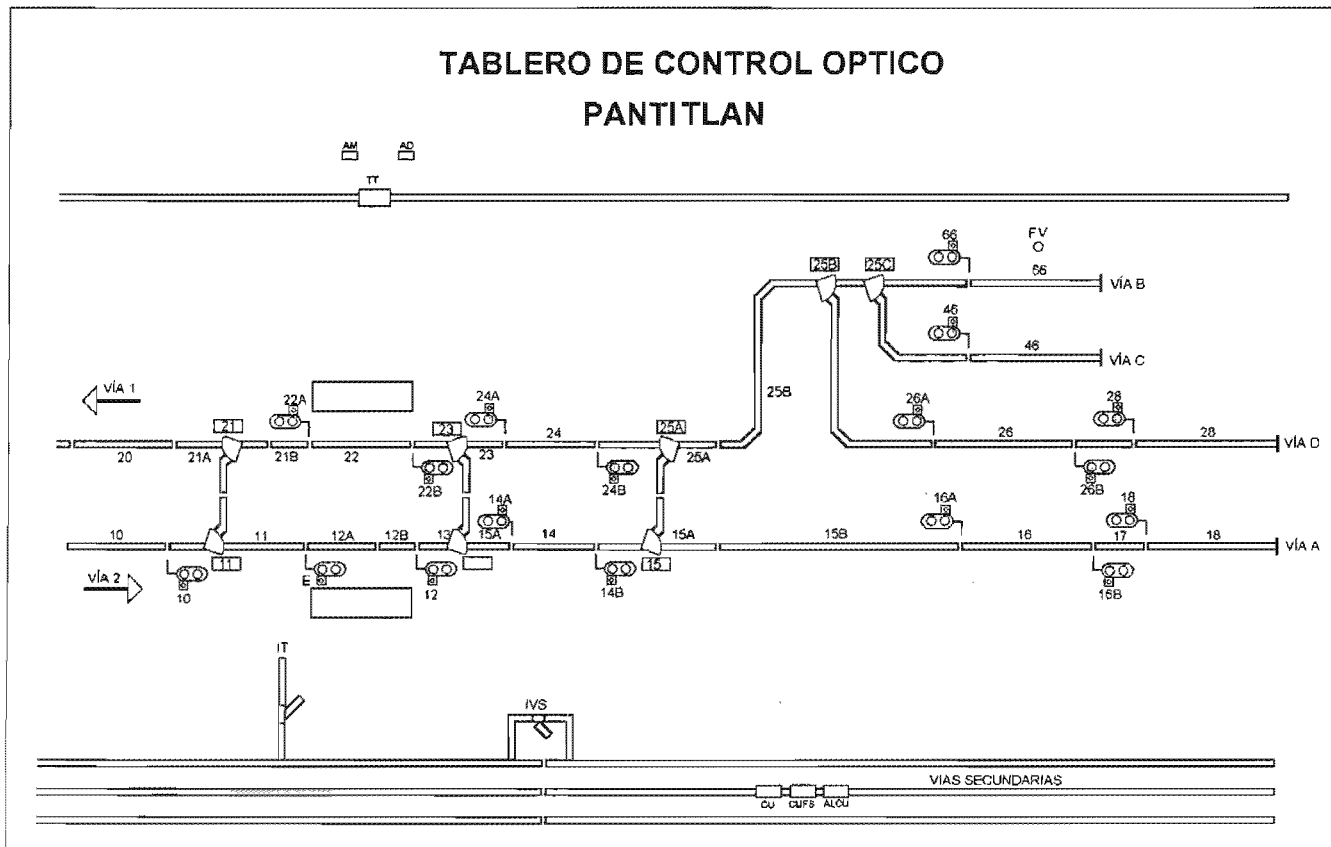 TABLERO DE CONTROL OPTICO
PANTITLAN
AM AD
TT
66 FV
25B 25C 66 VÍA B
46
46 VÍA C
VÍA 1 22A 24A 25B 26A 28
21 23 24 25A 26 28 VÍA D
20 21A 21B 22 23 25A
22B 24B 26B
14A 16A 18
10 11 12A 12B 13 15A 14 15A 15B 16 17 18 VÍA A
11 15
VÍA 2 10 E 12 14B 16B
IT
IVS
VIAS SECUNDARIAS
CU CUFS ALCU